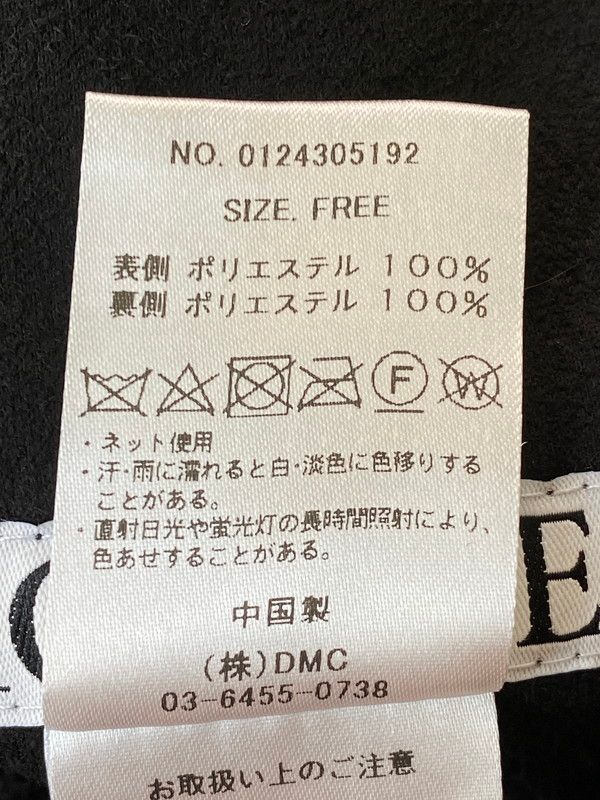 NO. 0124305192
SIZE. FREE
表側 ポリエステル 100%
裏側 ポリエステル 100%
F W
・ネット使用
・汗・雨に濡れると白・淡色に色移りする
ことがある。
・直射日光や蛍光灯の長時間照射により、
色あせすることがある。
E
中国製
(株)DMC
03-6455-0738
お取扱い上のご注意